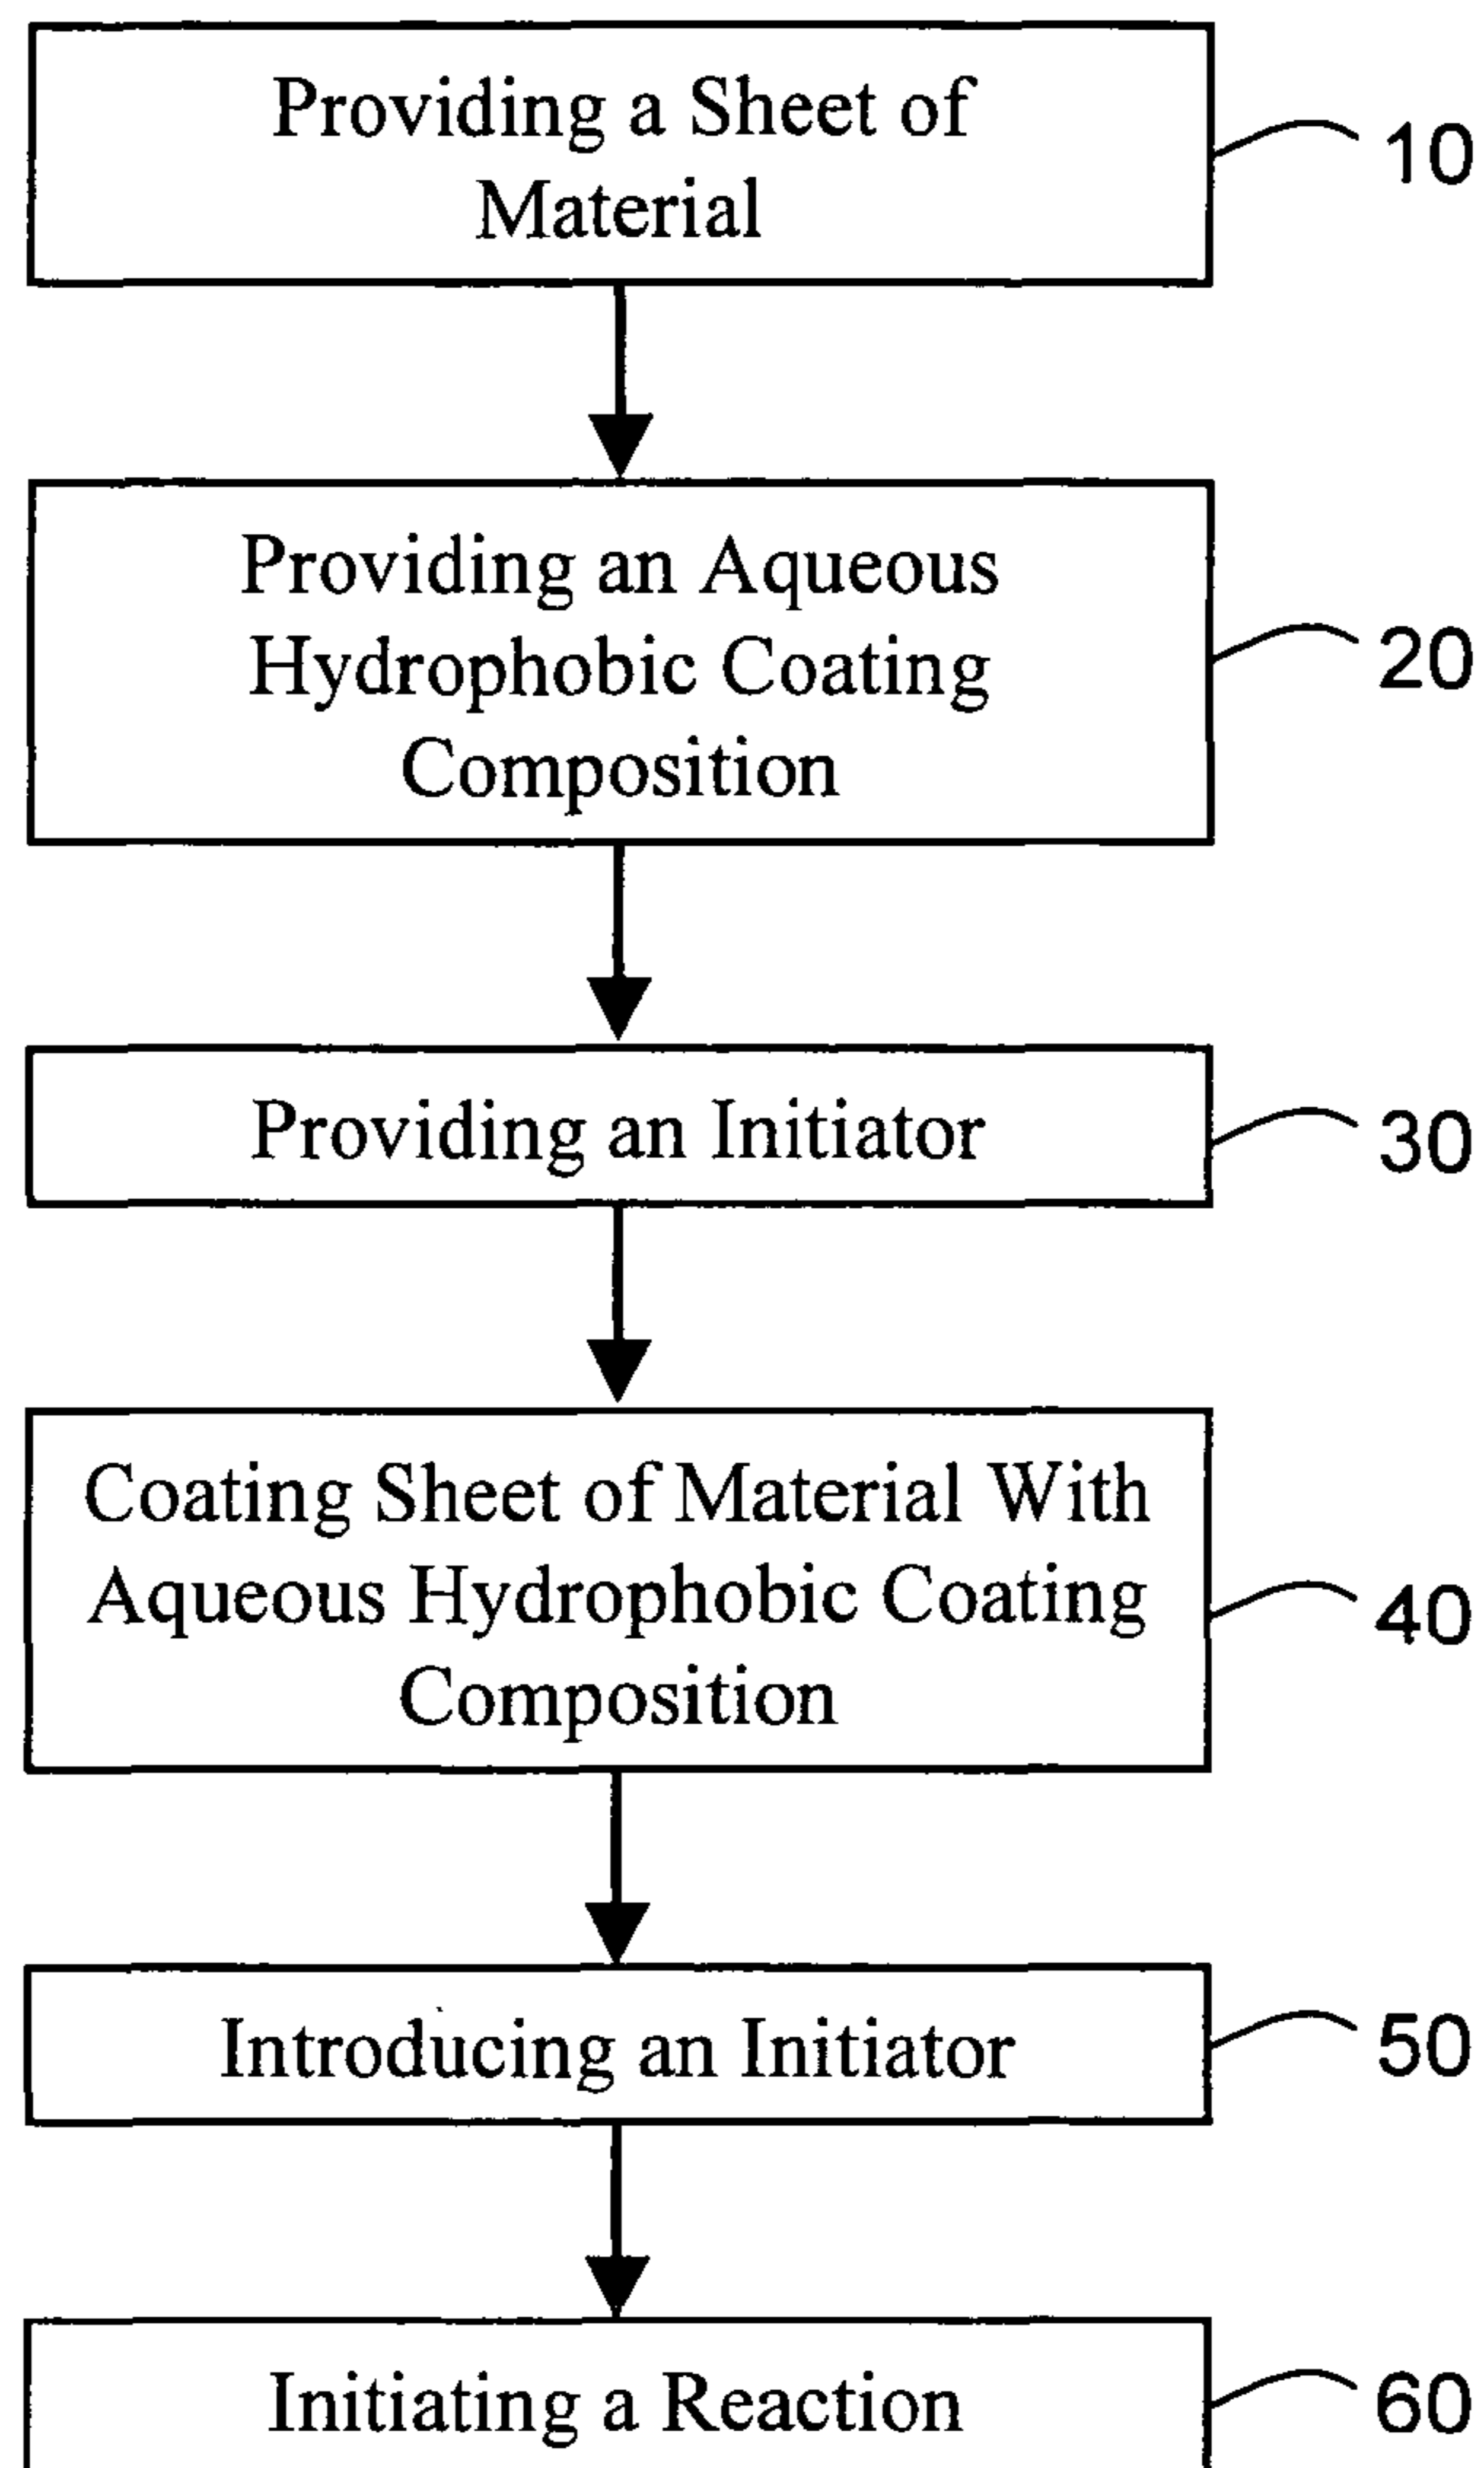 Providing a Sheet of
Material
10
Providing an Aqueous
Hydrophobic Coating
Composition
20
Providing an Initiator
30
Coating Sheet of Material With
Aqueous Hydrophobic Coating
Composition
40
Introducing an Initiator
50
Initiating a Reaction
60